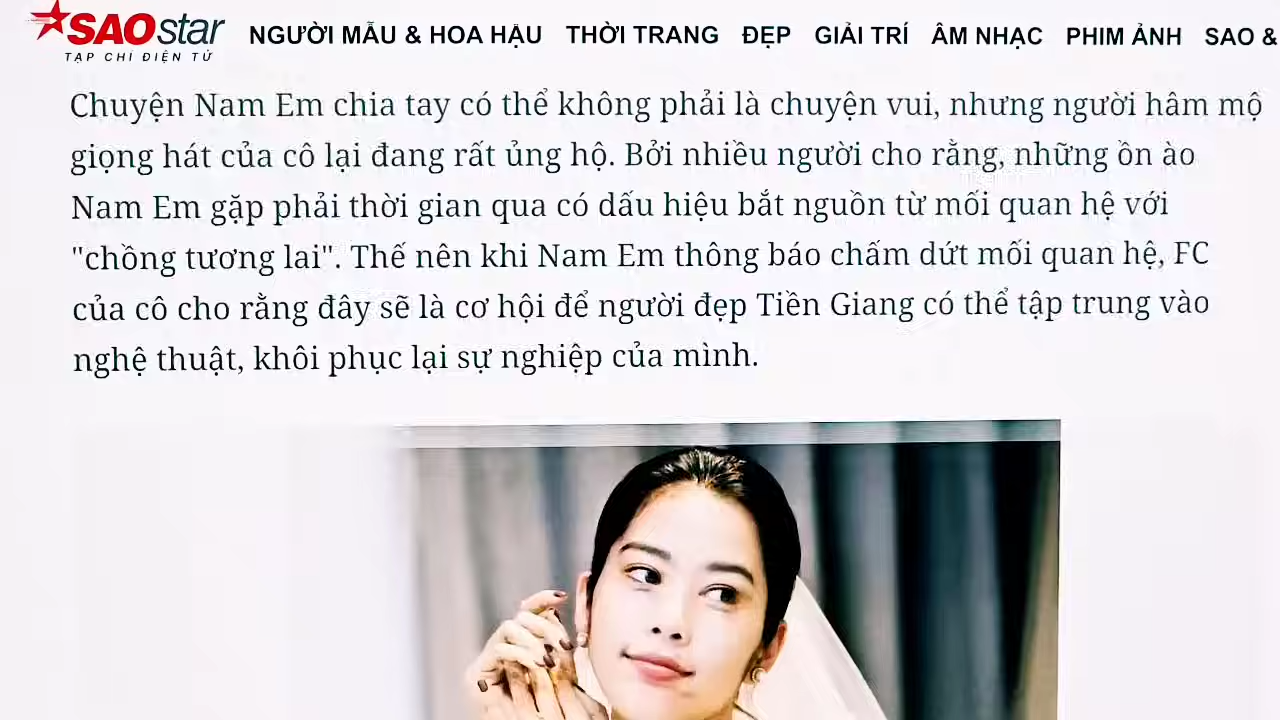 SAOstar
TẠP CHÍ ĐIỆN TỬ
NGƯỜI MẪU & HOA HẬU THỜI TRANG ĐẸP GIẢI TRÍ ÂM NHẠC PHIM ẢNH SAO &
Chuyện Nam Em chia tay có thể không phải là chuyện vui, nhưng người hâm mộ
giọng hát của cô lại đang rất ủng hộ. Bởi nhiều người cho rằng, những ồn ào
Nam Em gặp phải thời gian qua có dấu hiệu bắt nguồn từ mối quan hệ với
"chồng tương lai". Thế nên khi Nam Em thông báo chấm dứt mối quan hệ, FC
của cô cho rằng đây sẽ là cơ hội để người đẹp Tiền Giang có thể tập trung vào
nghệ thuật, khôi phục lại sự nghiệp của mình.